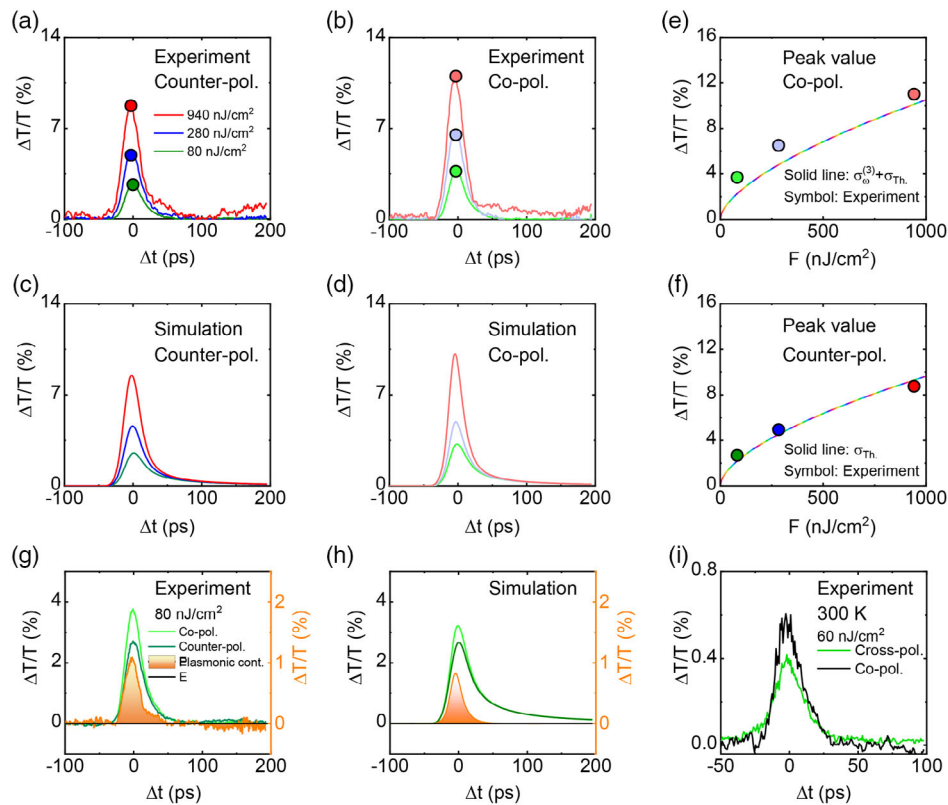 (a)
14
Experiment
Counter-pol.
940 nJ/cm²
280 nJ/cm²
80 nJ/cm²
7
0
-100 0 100 200
ΔT/T (%)
Δt (ps)
(b)
14
Experiment
Co-pol.
7
0
-100 0 100 200
ΔT/T (%)
Δt (ps)
(e)
16
Peak value
Co-pol.
12
8
4
Solid line: σω(3)+σTh.
Symbol: Experiment
0
0 500 1000
ΔT/T (%)
F (nJ/cm²)
(c)
14
Simulation
Counter-pol.
7
0
-100 0 100 200
ΔT/T (%)
Δt (ps)
(d)
14
Simulation
Co-pol.
7
0
-100 0 100 200
ΔT/T (%)
Δt (ps)
(f)
16
Peak value
12
Counter-pol.
8
4
Solid line: σTh.
Symbol: Experiment
0
0 500 1000
ΔT/T (%)
F (nJ/cm²)
(g)
Experiment
80 nJ/cm²
Co-pol.
Counter-pol.
Plasmonic cont.
E
4
2
0
2
1
0
-100 0 100 200
ΔT/T (%)
ΔT/T (%)
Δt (ps)
(h)
Simulation
4
2
0
2
1
0
-100 0 100 200
ΔT/T (%)
ΔT/T (%)
Δt (ps)
(i)
0.8
Experiment
300 K
60 nJ/cm²
Cross-pol.
Co-pol.
0.4
0.0
-50 0 50 100
ΔT/T (%)
Δt (ps)